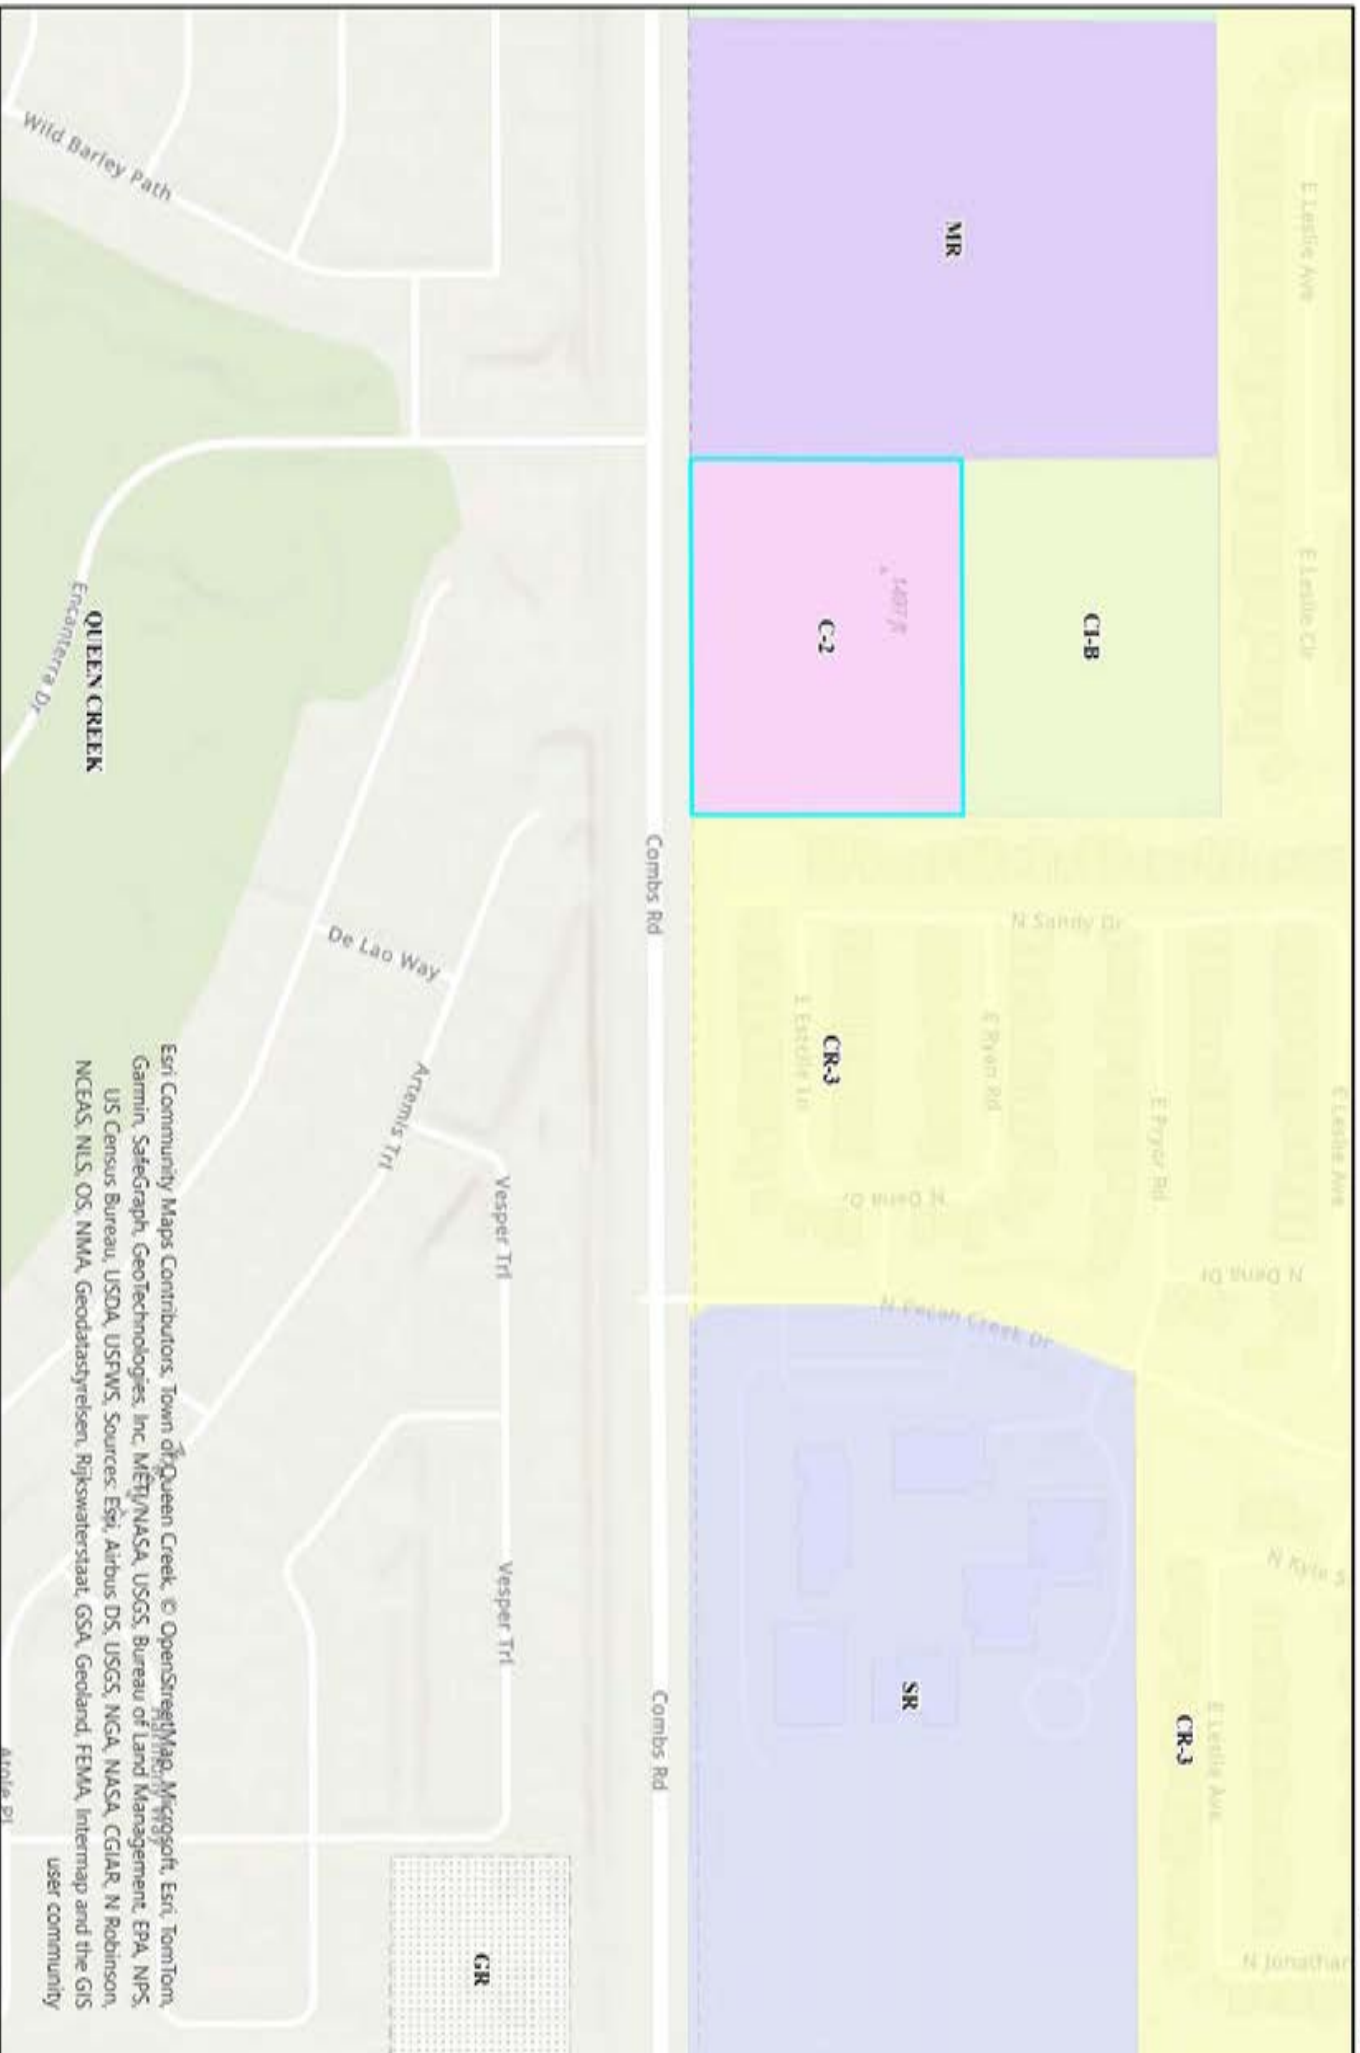 E Leslie Ave
E Leslie Ave
E Leslie Cir
N Kyle S
N Jonathan
N Dena Dr
E Leslie Ave
CR-3
E Pryor Rd
CI-B
N Sandy Dr
E Ryan Rd
N Pecan Creek Dr
MR
SR
N Dena Dr
C-2
CR-3
E Estelle Ln
Combs Rd
Combs Rd
Vesper Trl
Vesper Trl
GR
De Lao Way
Artemis Trl
Wild Barley Path
Encanterra Dr
QUEEN CREEK
Harmony Way
Atole Pl
Esri Community Maps Contributors, Town of Queen Creek, © OpenStreetMap, Microsoft, Esri, TomTom,
Garmin, SafeGraph, GeoTechnologies, Inc, METI/NASA, USGS, Bureau of Land Management, EPA, NPS,
US Census Bureau, USDA, USFWS, Sources: Esri, Airbus DS, USGS, NGA, NASA, CGIAR, N Robinson,
NCEAS, NLS, OS, NMA, Geodatastyrelsen, Rijkswaterstaat, GSA, Geoland, FEMA, Intermap and the GIS
user community